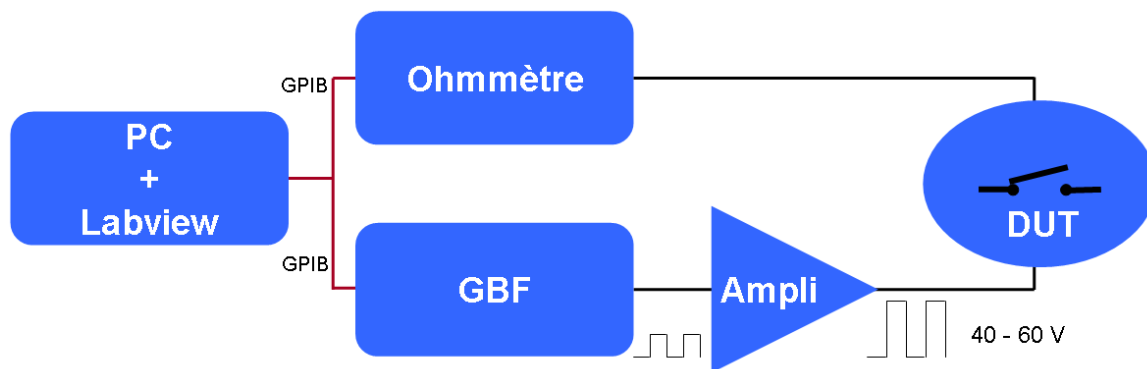 GPIB
Ohmmètre
PC
+
Labview
DUT
GPIB
GBF
Ampli
40 - 60 V